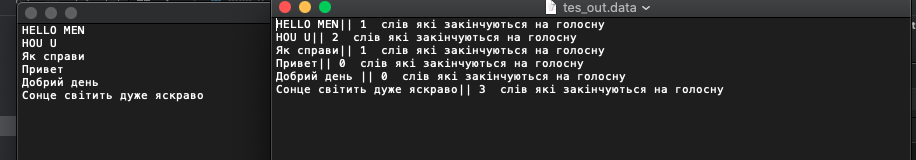 HELLO MEN
HOU U
Як справи
Привет
Добрий день
Сонце світить дуже яскраво
tes_out.data
HELLO MEN|| 1  слів які закінчуються на голосну
HOU U|| 2  слів які закінчуються на голосну
Як справи|| 1  слів які закінчуються на голосну
Привет|| 0  слів які закінчуються на голосну
Добрий день || 0  слів які закінчуються на голосну
Сонце світить дуже яскраво|| 3  слів які закінчуються на голосну